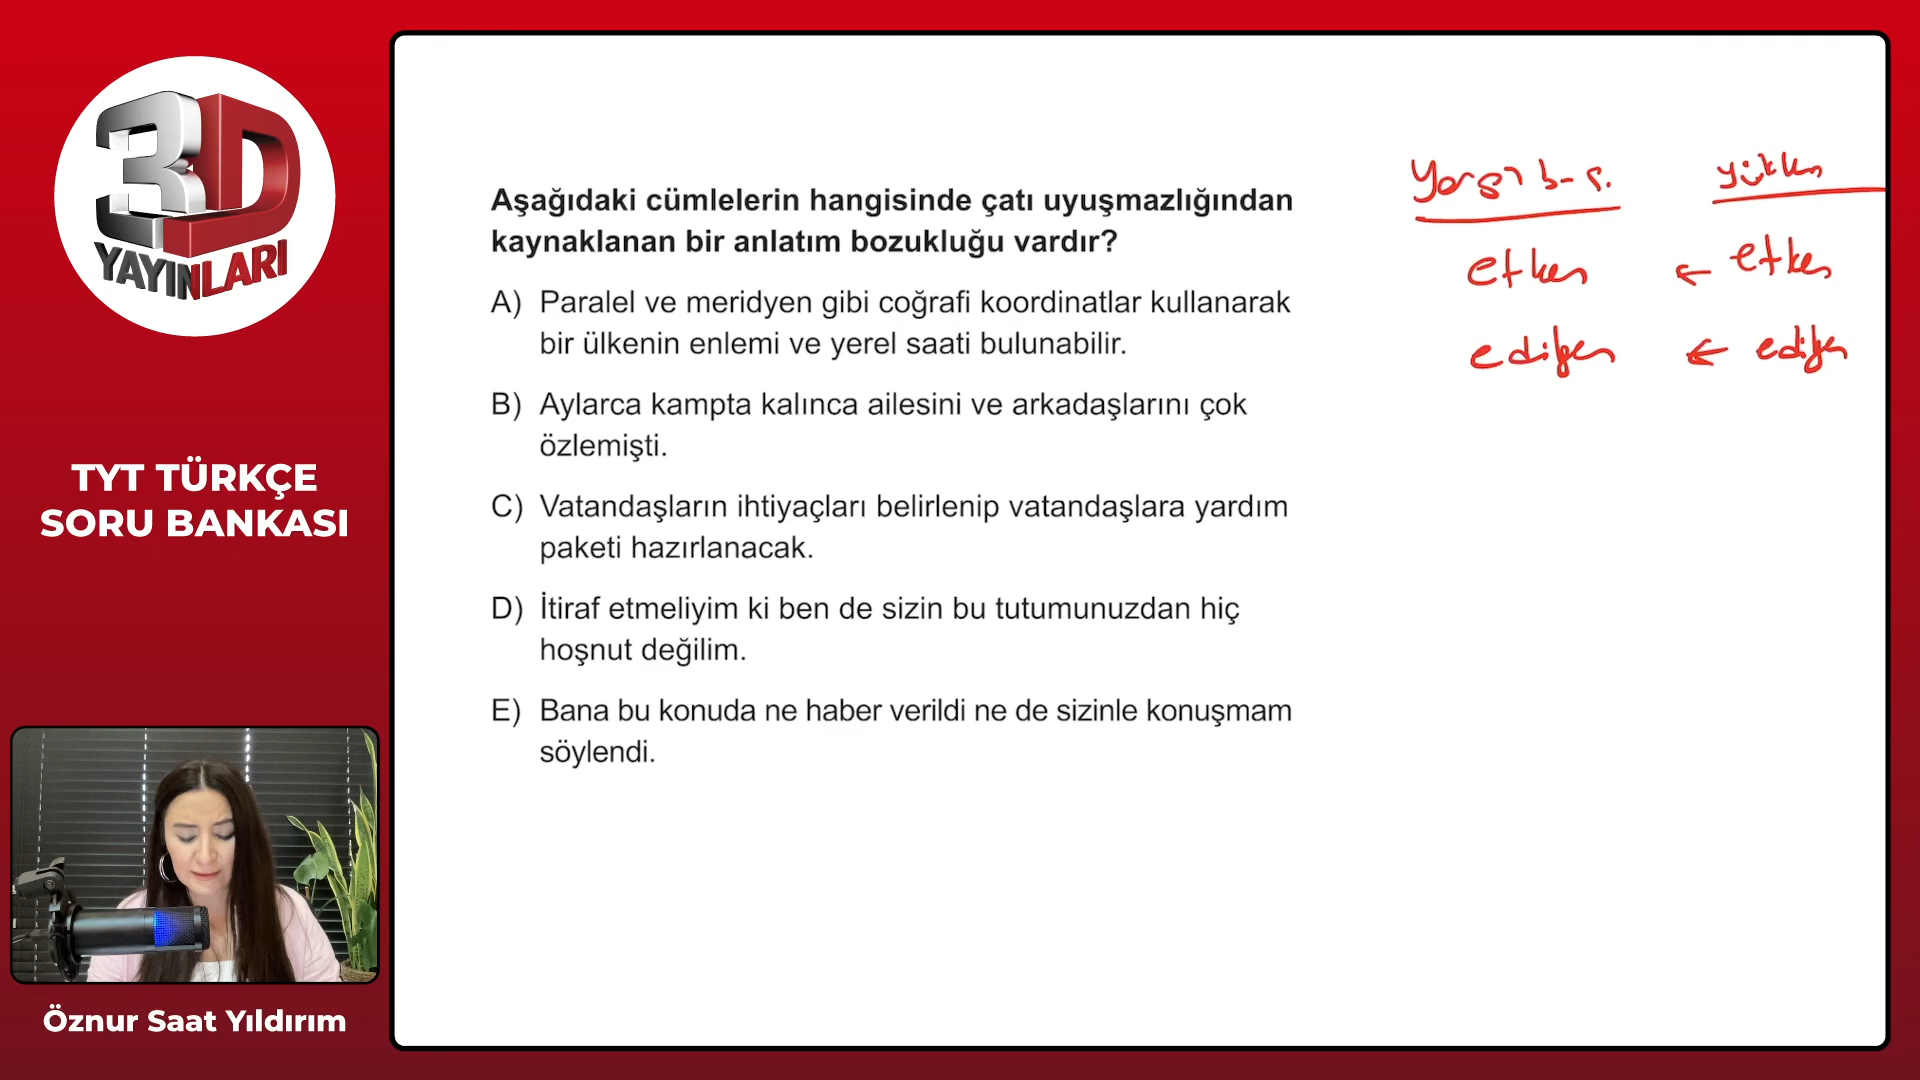 3D
YAYINLARI
TYT TÜRKÇE
SORU BANKASI
Öznur Saat Yıldırım
Aşağıdaki cümlelerin hangisinde çatı uyuşmazlığından
kaynaklanan bir anlatım bozukluğu vardır?
A) Paralel ve meridyen gibi coğrafi koordinatlar kullanarak
bir ülkenin enlemi ve yerel saati bulunabilir.
B) Aylarca kampta kalınca ailesini ve arkadaşlarını çok
özlemişti.
C) Vatandaşların ihtiyaçları belirlenip vatandaşlara yardım
paketi hazırlanacak.
D) İtiraf etmeliyim ki ben de sizin bu tutumunuzdan hiç
hoşnut değilim.
E) Bana bu konuda ne haber verildi ne de sizinle konuşmam
söylendi.
etken ← etken
edilgen ← edilgen